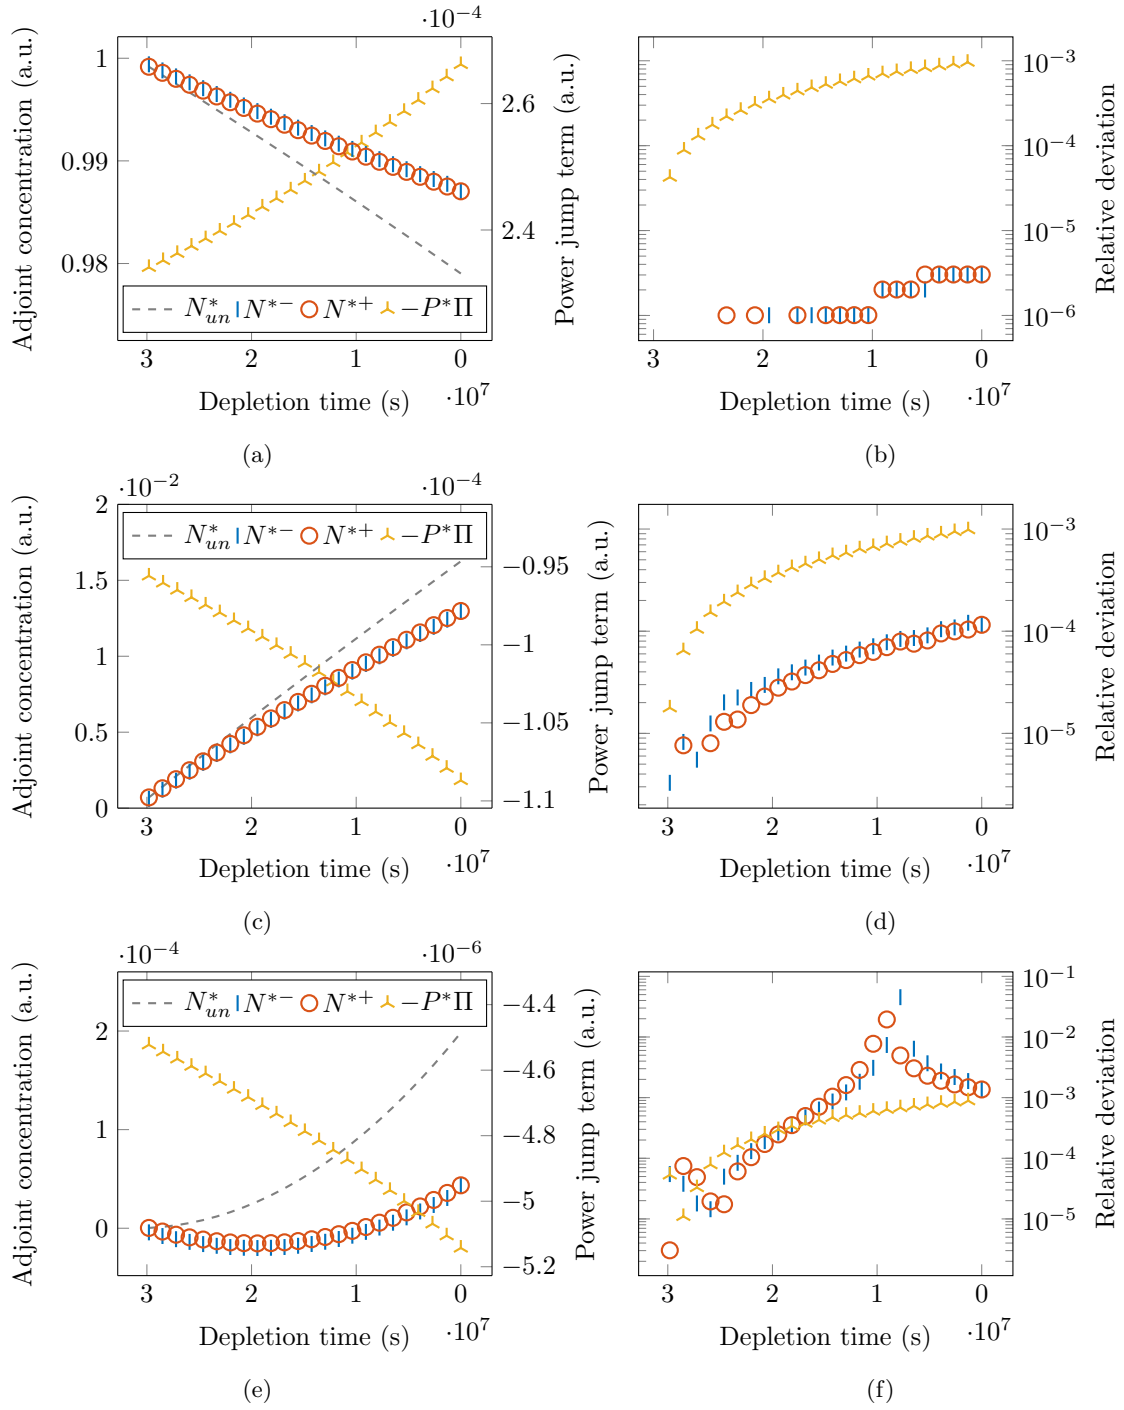 ·10⁻⁴
Adjoint concentration (a.u.)
1
0.99
0.98
2.6
2.4
Power jump term (a.u.)
N*un N*− N*+ −P*Π
3 2 1 0
Depletion time (s) ·10⁷
(a)
10⁻³
10⁻⁴
10⁻⁵
10⁻⁶
Relative deviation
3 2 1 0
Depletion time (s) ·10⁷
(b)
·10⁻² ·10⁻⁴
Adjoint concentration (a.u.)
2
1.5
1
0.5
0
N*un N*− N*+ −P*Π
−0.95
−1
−1.05
−1.1
Power jump term (a.u.)
3 2 1 0
Depletion time (s) ·10⁷
(c)
10⁻³
10⁻⁴
10⁻⁵
Relative deviation
3 2 1 0
Depletion time (s) ·10⁷
(d)
·10⁻⁴ ·10⁻⁶
Adjoint concentration (a.u.)
2
1
0
N*un N*− N*+ −P*Π
−4.4
−4.6
−4.8
−5
−5.2
Power jump term (a.u.)
3 2 1 0
Depletion time (s) ·10⁷
(e)
10⁻¹
10⁻²
10⁻³
10⁻⁴
10⁻⁵
Relative deviation
3 2 1 0
Depletion time (s) ·10⁷
(f)